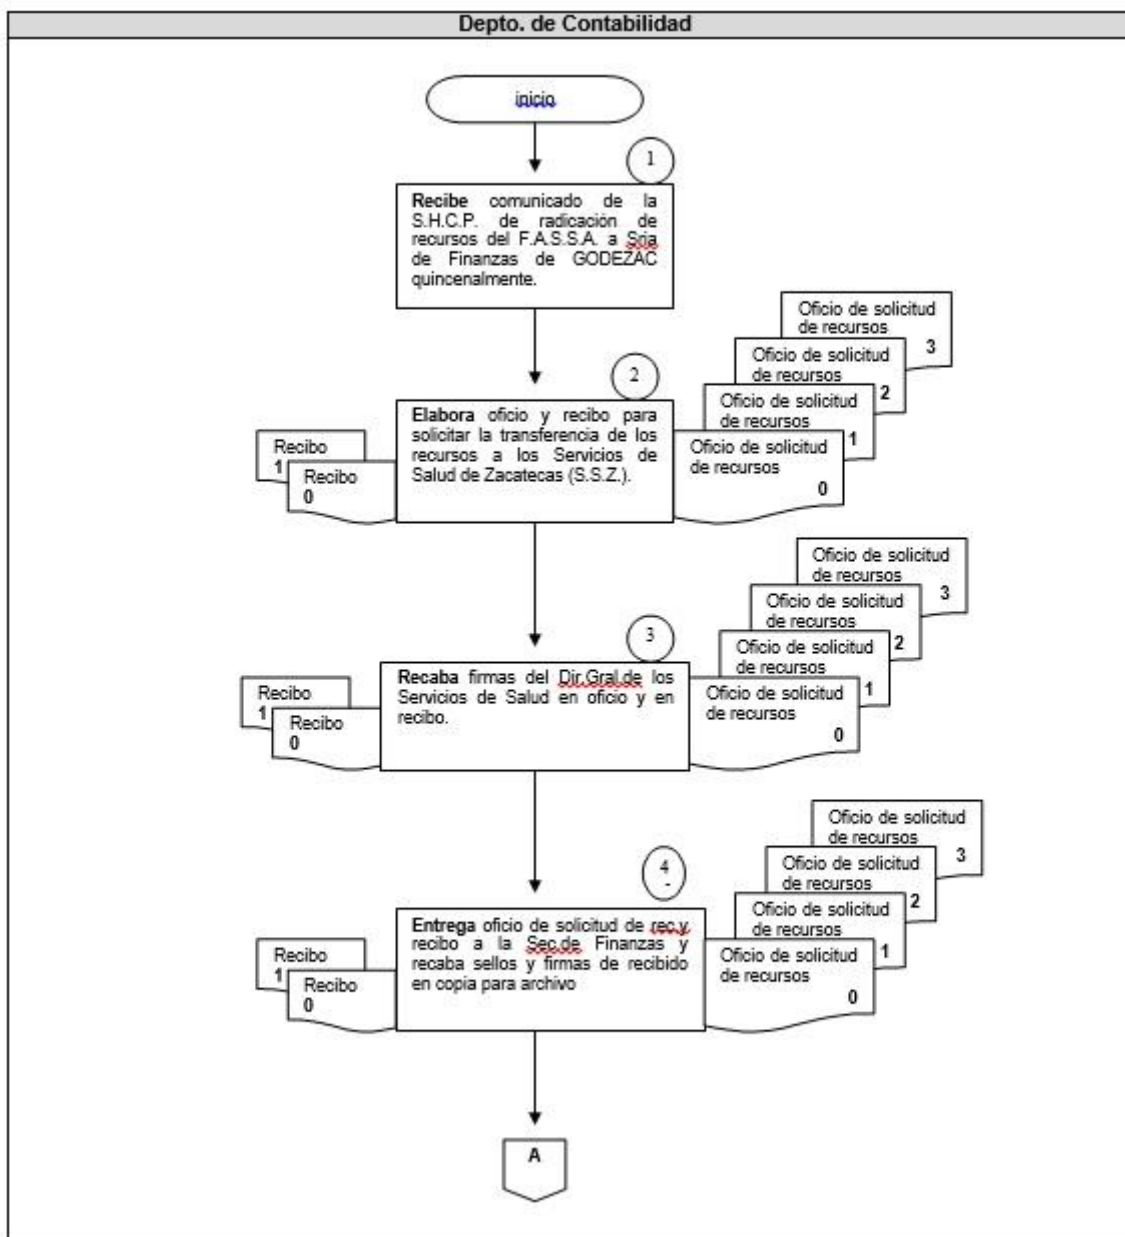 Depto. de Contabilidad
inicio
1
Recibe comunicado de la
S.H.C.P. de radicación de
recursos del F.A.S.S.A. a Sria
de Finanzas de GODEZAC
quincenalmente.
Oficio de solicitud
de recursos
3
Oficio de solicitud
de recursos
2
Oficio de solicitud
de recursos
1
Oficio de solicitud
de recursos
0
2
Elabora oficio y recibo para
solicitar la transferencia de los
recursos a los Servicios de
Salud de Zacatecas (S.S.Z.).
Recibo
1
Recibo
0
Oficio de solicitud
de recursos
3
Oficio de solicitud
de recursos
2
Oficio de solicitud
de recursos
1
Oficio de solicitud
de recursos
0
3
Recaba firmas del Dir.Gral.de los
Servicios de Salud en oficio y en
recibo.
Recibo
1
Recibo
0
Oficio de solicitud
de recursos
3
Oficio de solicitud
de recursos
2
Oficio de solicitud
de recursos
1
Oficio de solicitud
de recursos
0
4
-
Entrega oficio de solicitud de rec.y
recibo a la Sec.de Finanzas y
recaba sellos y firmas de recibido
en copia para archivo
Recibo
1
Recibo
0
A